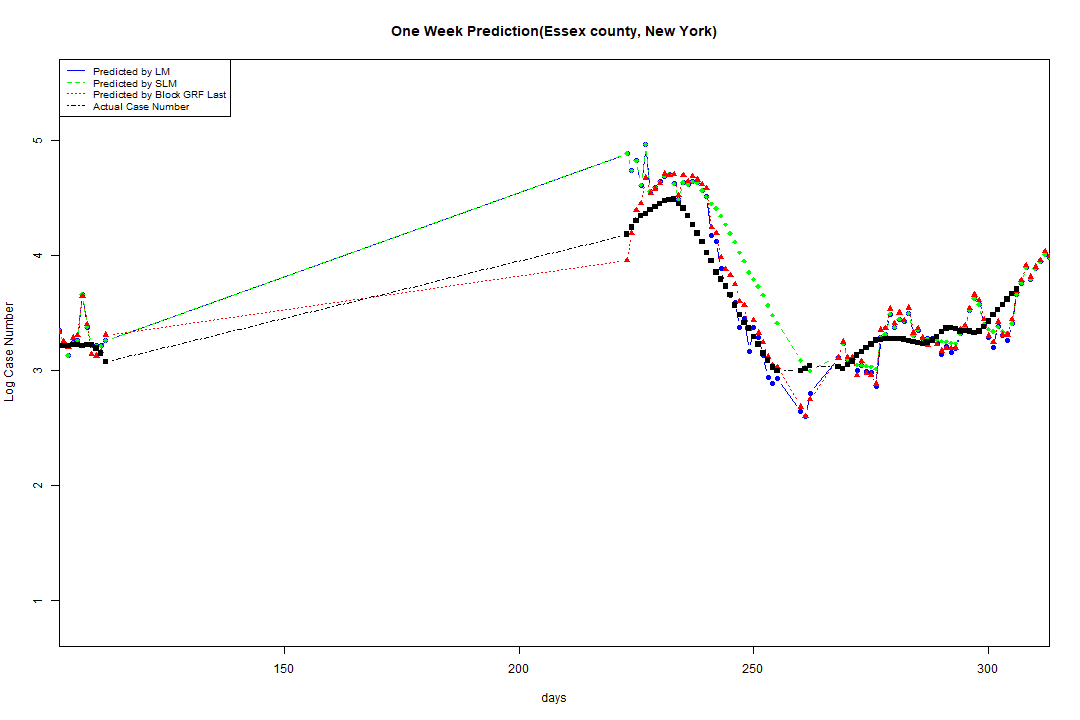 One Week Prediction(Essex county, New York)
Predicted by LM
Predicted by SLM
Predicted by Block GRF Last
Actual Case Number
5
4
3
2
1
Log Case Number
150 200 250 300
days